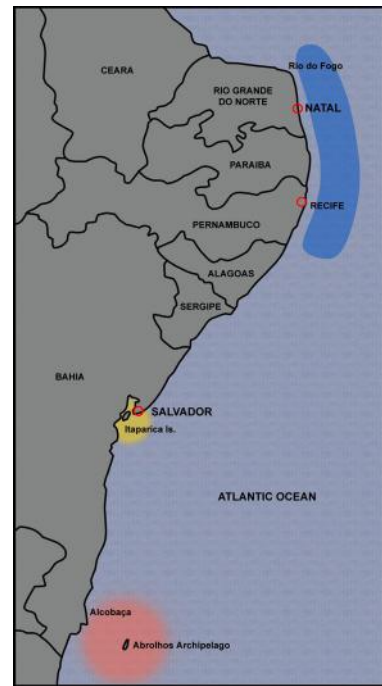 Rio do Fogo
CEARA
RIO GRANDE
DO NORTE
NATAL
PARAIBA
RECIFE
PERNAMBUCO
ALAGOAS
SERGIPE
BAHIA
SALVADOR
Itaparica Is.
ATLANTIC OCEAN
Alcobaça
Abrolhos Archipelago